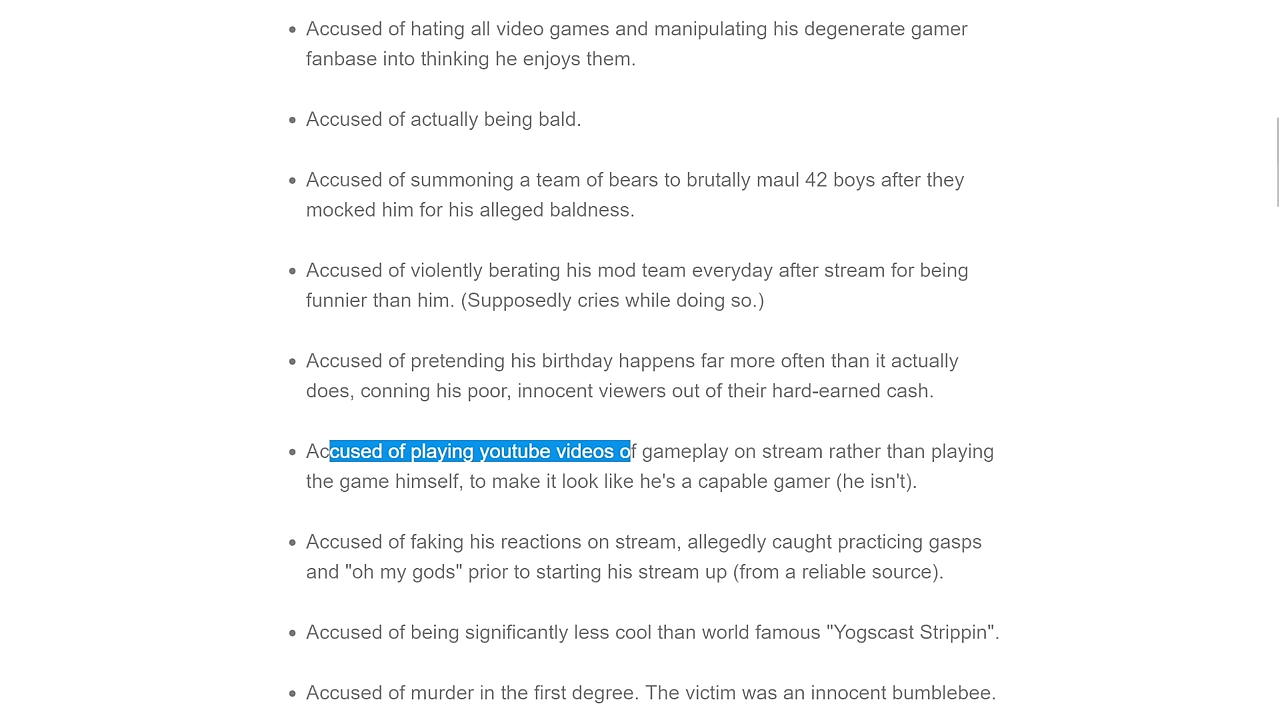 Accused of hating all video games and manipulating his degenerate gamer
fanbase into thinking he enjoys them.
Accused of actually being bald.
Accused of summoning a team of bears to brutally maul 42 boys after they
mocked him for his alleged baldness.
Accused of violently berating his mod team everyday after stream for being
funnier than him. (Supposedly cries while doing so.)
Accused of pretending his birthday happens far more often than it actually
does, conning his poor, innocent viewers out of their hard-earned cash.
Accused of playing youtube videos of gameplay on stream rather than playing
the game himself, to make it look like he's a capable gamer (he isn't).
Accused of faking his reactions on stream, allegedly caught practicing gasps
and "oh my gods" prior to starting his stream up (from a reliable source).
Accused of being significantly less cool than world famous "Yogscast Strippin".
Accused of murder in the first degree. The victim was an innocent bumblebee.